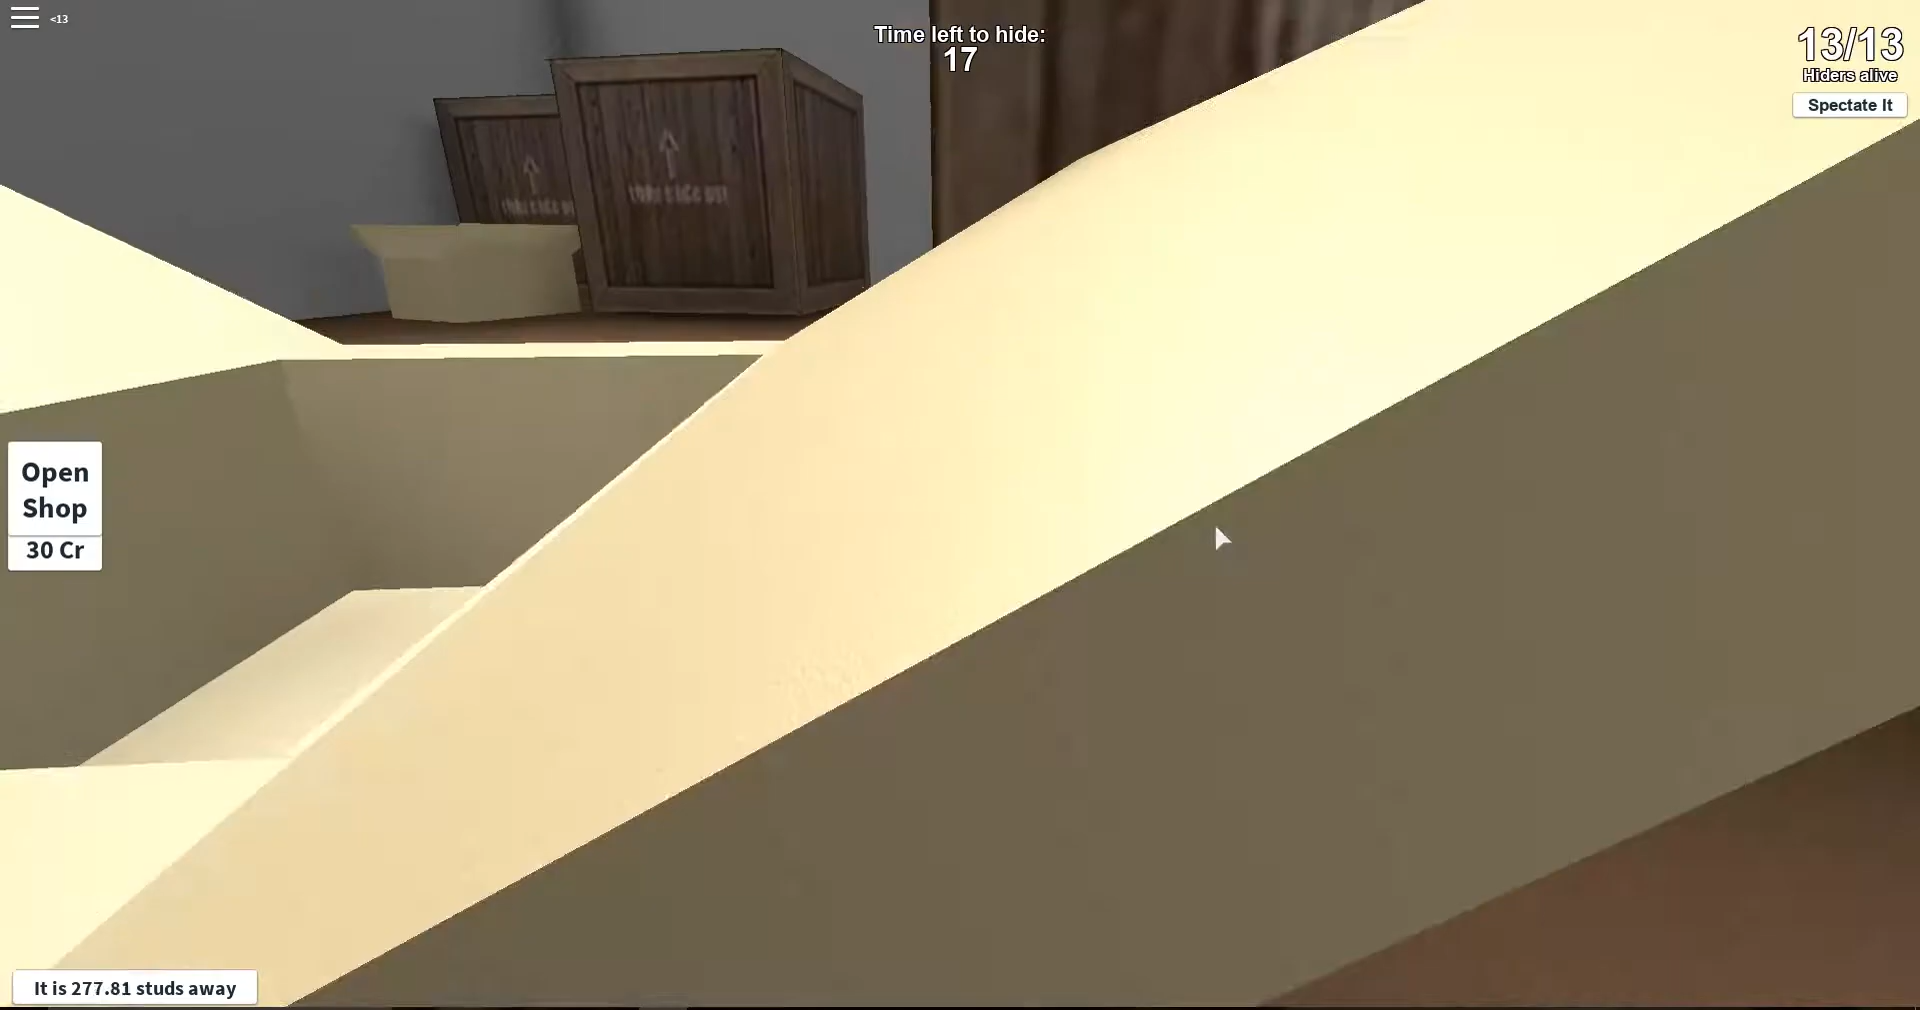 <13
Time left to hide:
17
13/13
Hiders alive
Spectate It
Open
Shop
30 Cr
It is 277.81 studs away